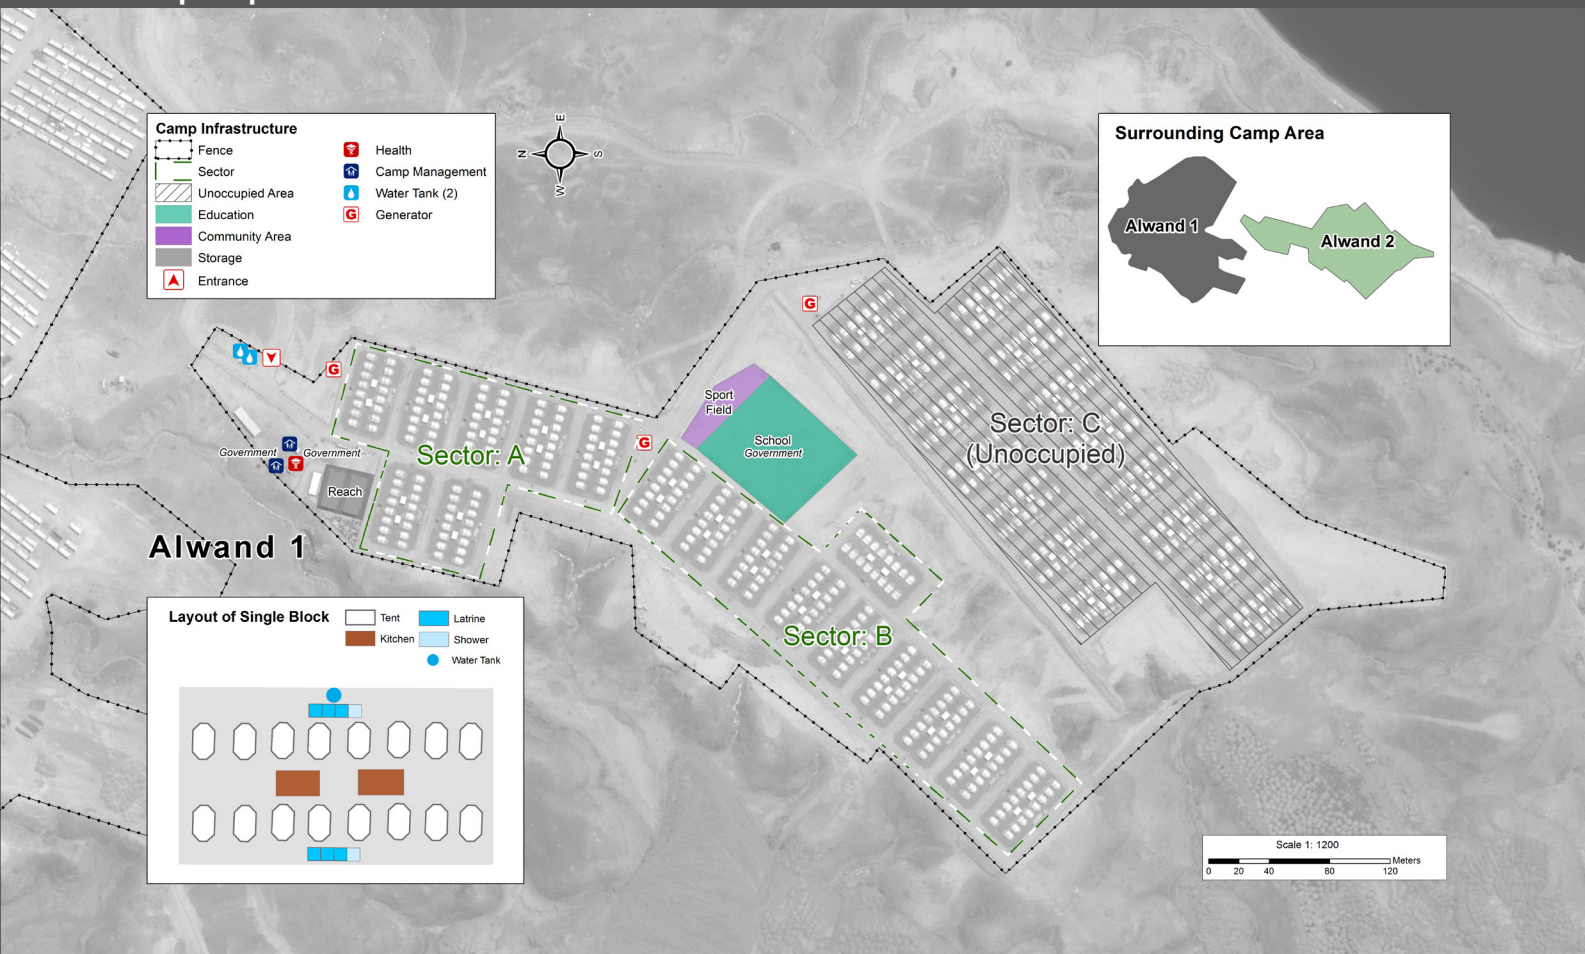 Camp Infrastructure
Fence
Sector
Unoccupied Area
Education
Community Area
Storage
Entrance
Health
Camp Management
Water Tank (2)
G Generator
E
N S
W
Surrounding Camp Area
Alwand 1
Alwand 2
G
G
G
Sport
Field
School
Government
Sector: C
(Unoccupied)
Government
Government
Sector: A
Reach
Alwand 1
Sector: B
Layout of Single Block
Tent
Latrine
Kitchen
Shower
Water Tank
Scale 1: 1200
Meters
0 20 40 80 120